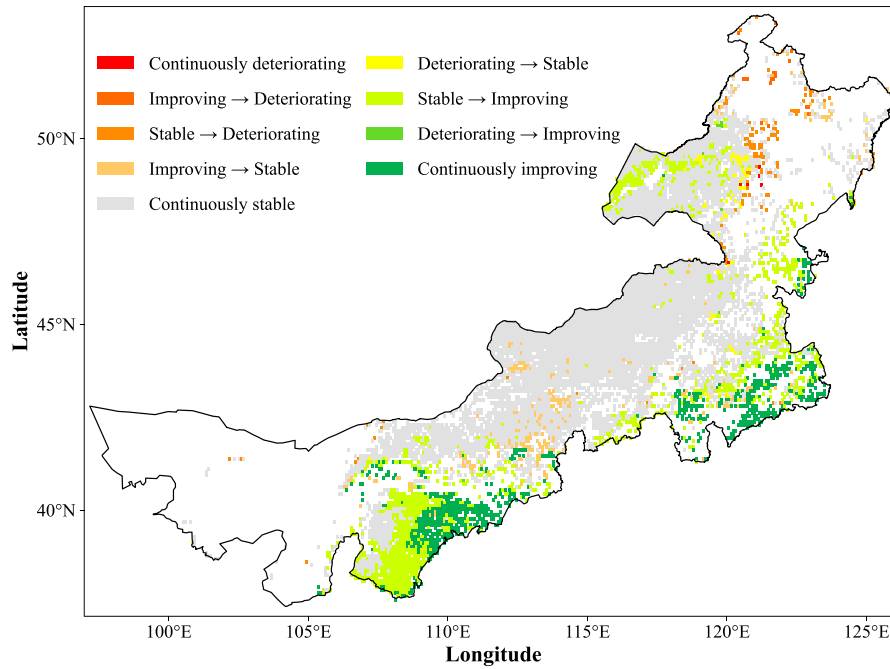 Continuously deteriorating
Improving → Deteriorating
Stable → Deteriorating
Improving → Stable
Continuously stable
Deteriorating → Stable
Stable → Improving
Deteriorating → Improving
Continuously improving
Latitude
50°N
45°N
40°N
100°E 105°E 110°E 115°E 120°E 125°E
Longitude